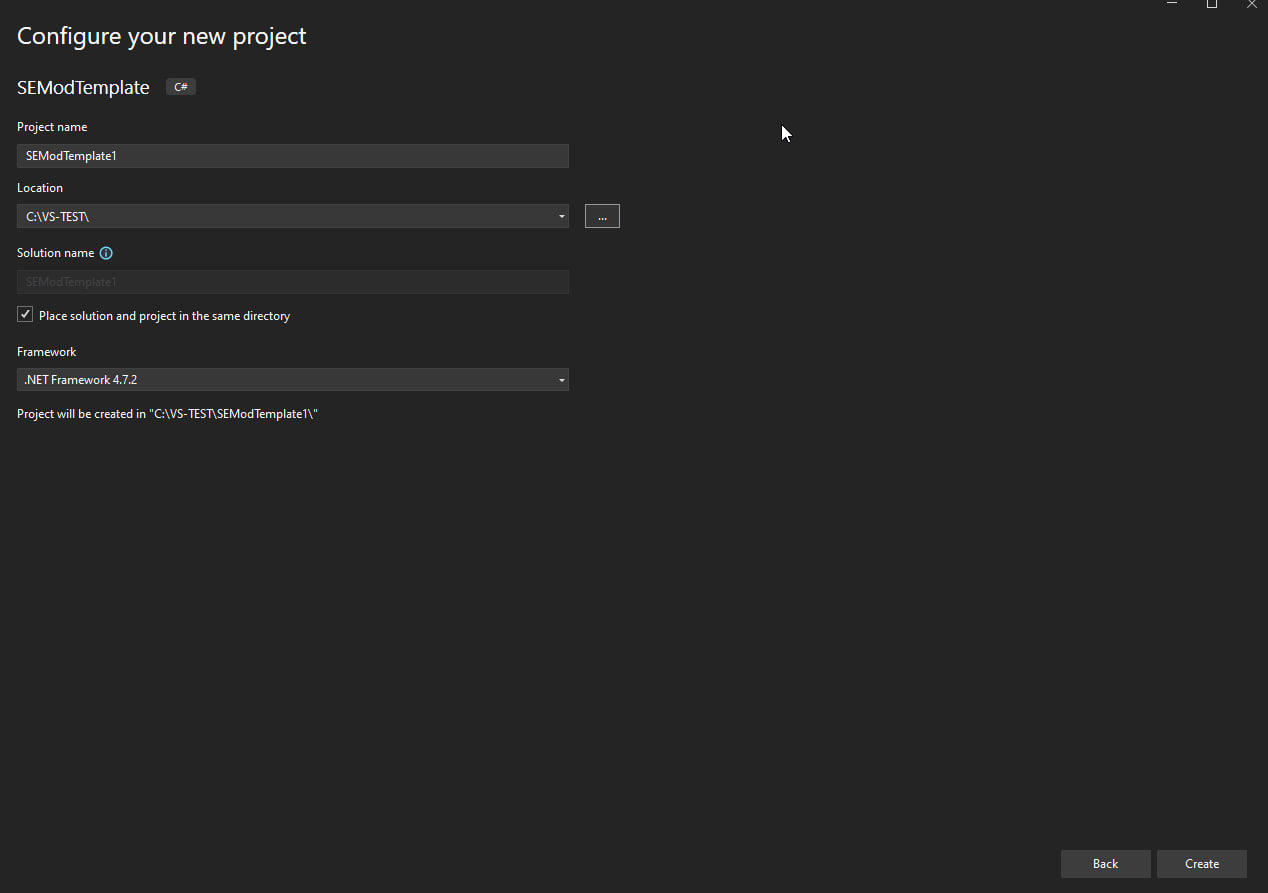 Configure your new project
SEModTemplate C#
Project name
SEModTemplate1
Location
C:\VS-TEST\
...
Solution name
SEModTemplate1
Place solution and project in the same directory
Framework
.NET Framework 4.7.2
Project will be created in "C:\VS-TEST\SEModTemplate1\"
Back Create